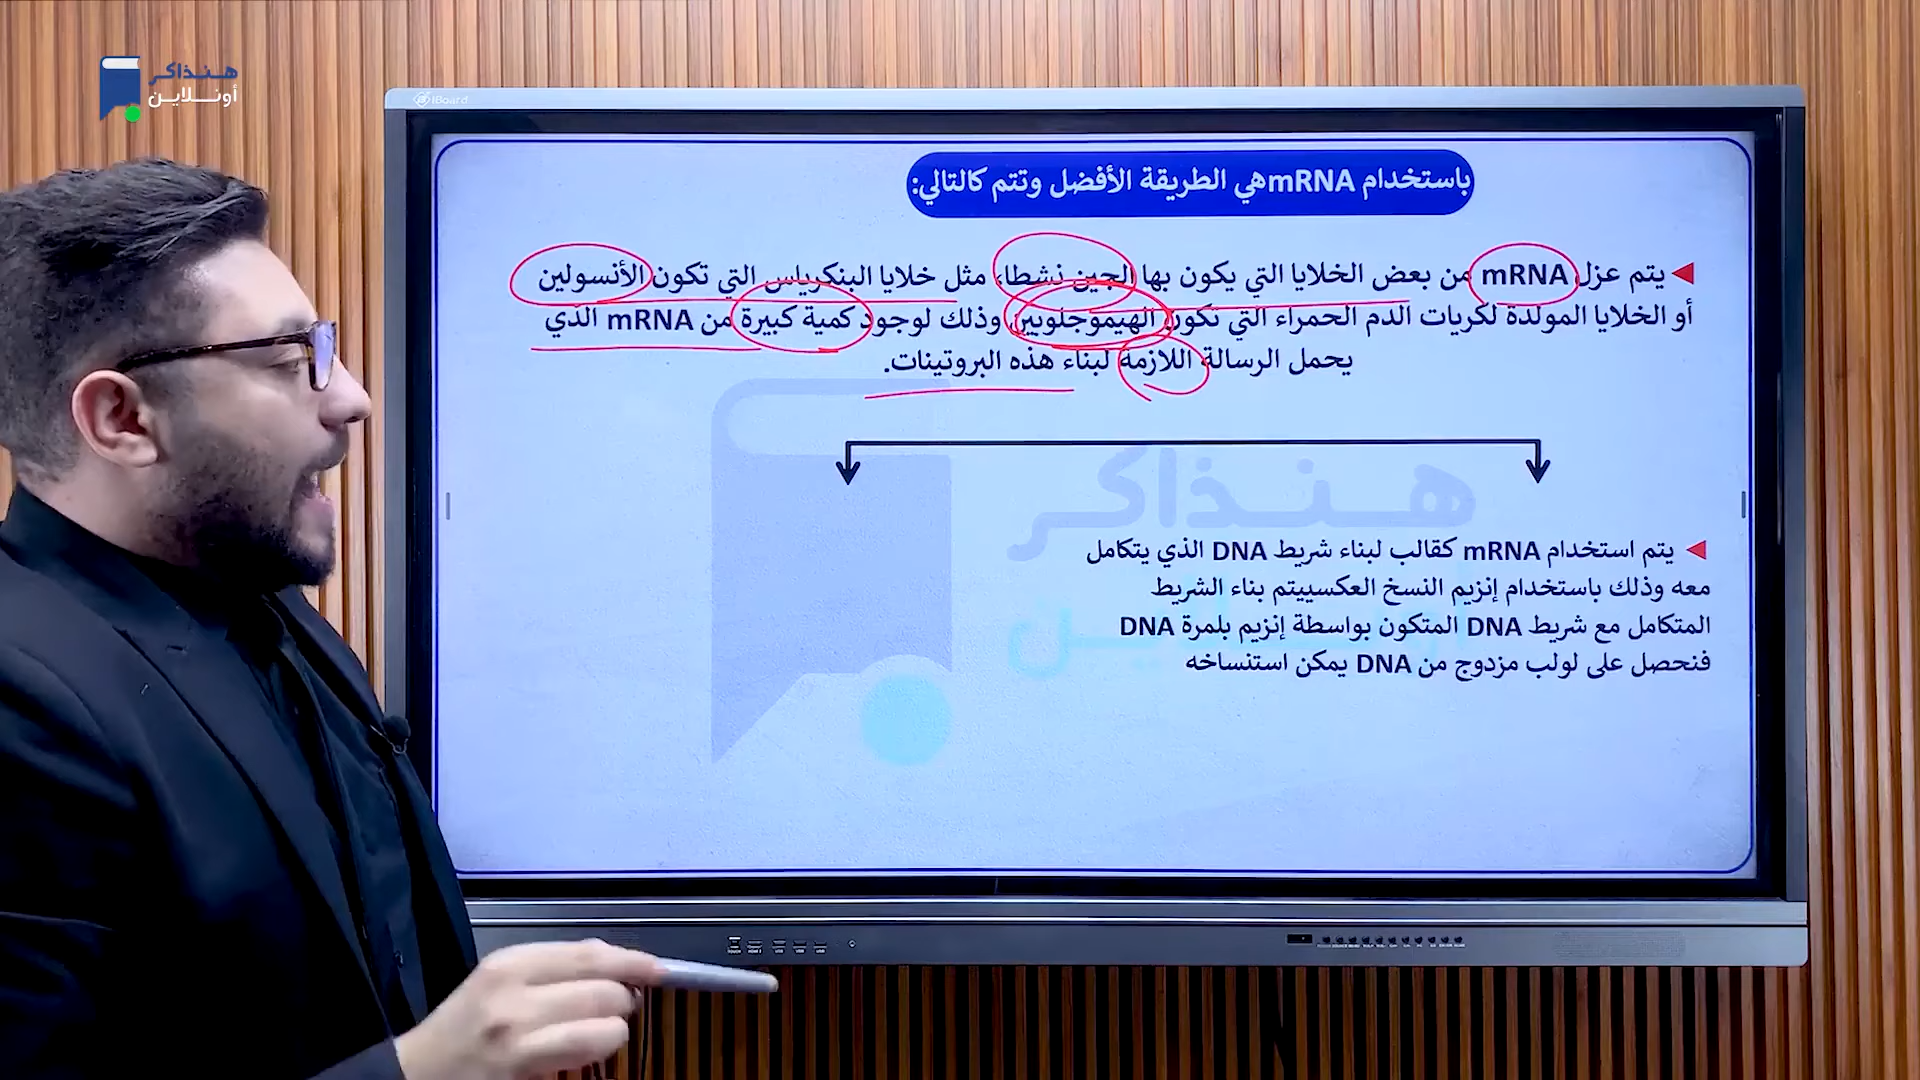 هـنـذاكـر
أونــلاين
iBoard
باستخدام mRNAهي الطريقة الأفضل وتتم كالتالي:
يتم عزل mRNA من بعض الخلايا التي يكون بها الجين نشطاء مثل خلايا البنكرياس التي تكون الأنسولين
أو الخلايا المولدة لكريات الدم الحمراء التي تكون الهيموجلوبين وذلك لوجود كمية كبيرة من mRNA الذي
يحمل الرسالة اللازمة لبناء هذه البروتينات.
هـنـذاكـر
يتم استخدام mRNA كقالب لبناء شريط DNA الذي يتكامل
معه وذلك باستخدام إنزيم النسخ العكسييتم بناء الشريط
المتكامل مع شريط DNA المتكون بواسطة إنزيم بلمرة DNA
فنحصل على لولب مزدوج من DNA يمكن استنساخه